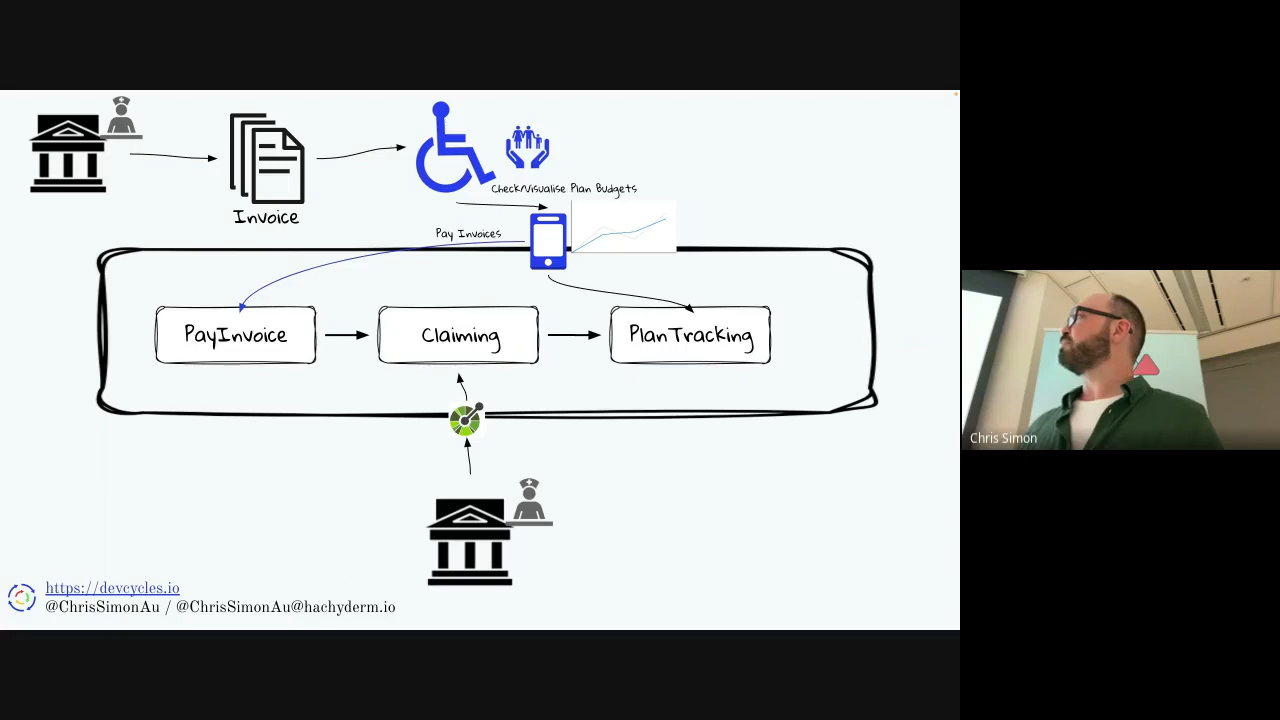 Invoice
Check/Visualise Plan Budgets
Pay Invoices
PayInvoice
Claiming
PlanTracking
https://devcycles.io
@ChrisSimonAu / @ChrisSimonAu@hachyderm.io
Chris Simon